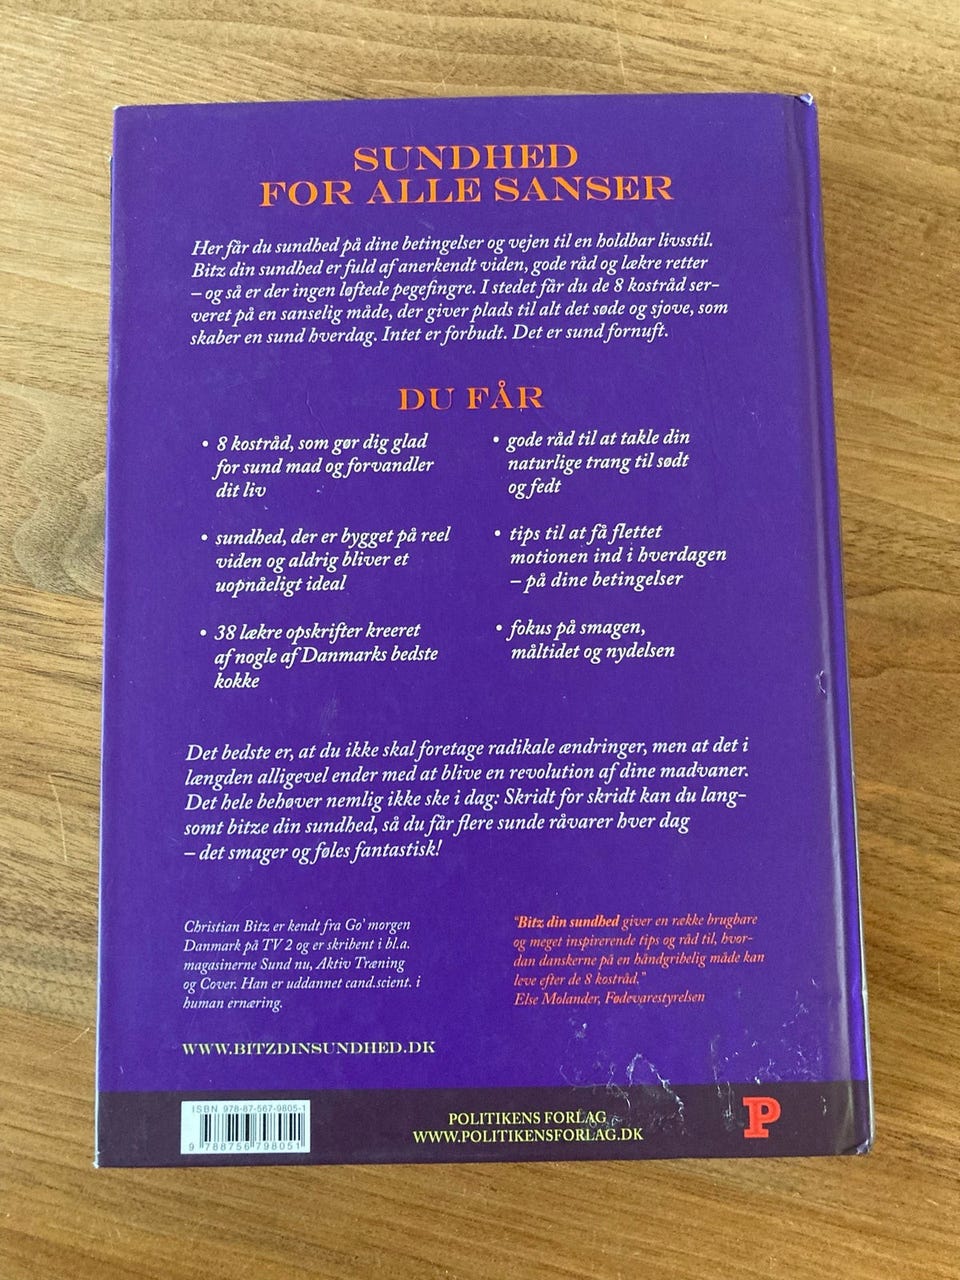 SUNDHED
FOR ALLE SANSER
Her får du sundhed på dine betingelser og vejen til en holdbar livsstil.
Bitz din sundhed er fuld af anerkendt viden, gode råd og lækre retter
– og så er der ingen løftede pegefingre. I stedet får du de 8 kostråd ser-
veret på en sanselig måde, der giver plads til alt det søde og sjove, som
skaber en sund hverdag. Intet er forbudt. Det er sund fornuft.
DU FÅR
• 8 kostråd, som gør dig glad
for sund mad og forvandler
dit liv
• sundhed, der er bygget på reel
viden og aldrig bliver et
uopnåeligt ideal
• 38 lækre opskrifter kreeret
af nogle af Danmarks bedste
kokke
• gode råd til at takle din
naturlige trang til sødt
og fedt
• tips til at få flettet
motionen ind i hverdagen
– på dine betingelser
• fokus på smagen,
måltidet og nydelsen
Det bedste er, at du ikke skal foretage radikale ændringer, men at det i
længden alligevel ender med at blive en revolution af dine madvaner.
Det hele behøver nemlig ikke ske i dag: Skridt for skridt kan du lang-
somt bitze din sundhed, så du får flere sunde råvarer hver dag
– det smager og føles fantastisk!
Christian Bitz er kendt fra Go' morgen
Danmark på TV 2 og er skribent i bl.a.
magasinerne Sund nu, Aktiv Træning
og Cover. Han er uddannet cand.scient. i
human ernæring.
"Bitz din sundhed giver en række brugbare
og meget inspirerende tips og råd til, hvor-
dan danskerne på en håndgribelig måde kan
leve efter de 8 kostråd."
Else Molander, Fødevarestyrelsen
WWW.BITZDINSUNDHED.DK
ISBN 978-87-567-9805-1
9 788756 798051
POLITIKENS FORLAG
WWW.POLITIKENSFORLAG.DK
P